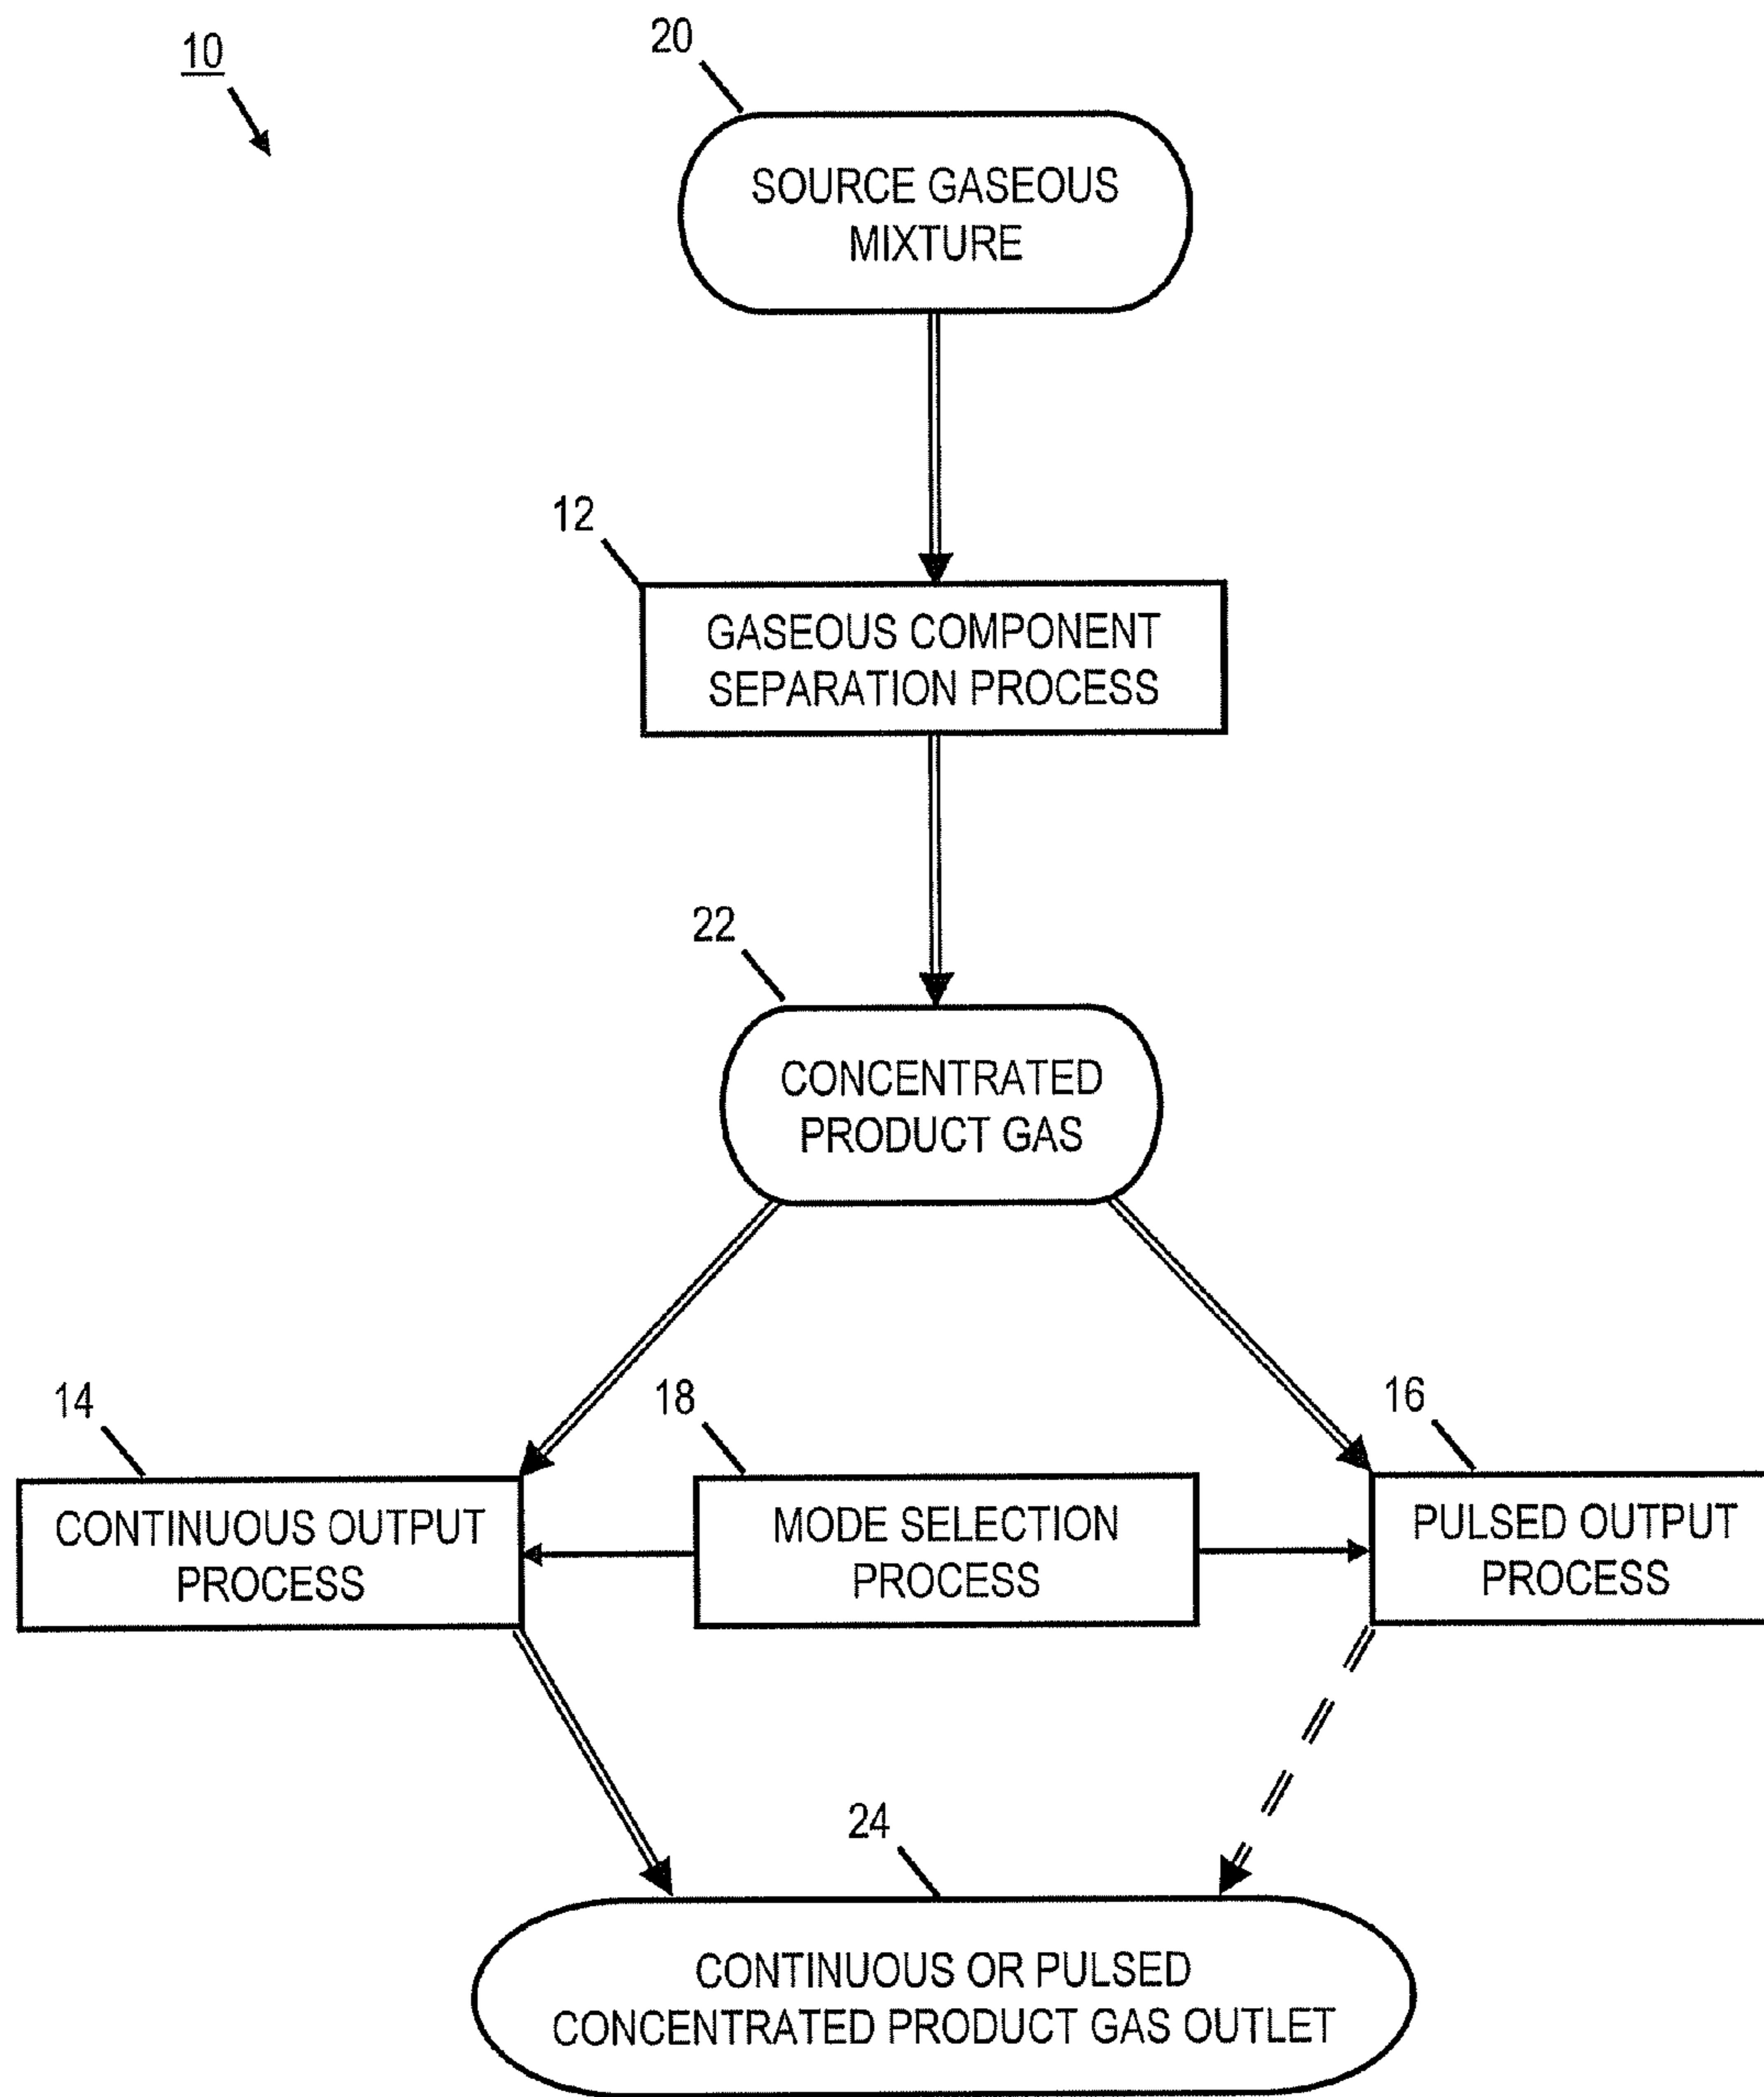 10
20
SOURCE GASEOUS
MIXTURE
12
GASEOUS COMPONENT
SEPARATION PROCESS
22
CONCENTRATED
PRODUCT GAS
14
18
16
CONTINUOUS OUTPUT
PROCESS
MODE SELECTION
PROCESS
PULSED OUTPUT
PROCESS
24
CONTINUOUS OR PULSED
CONCENTRATED PRODUCT GAS OUTLET